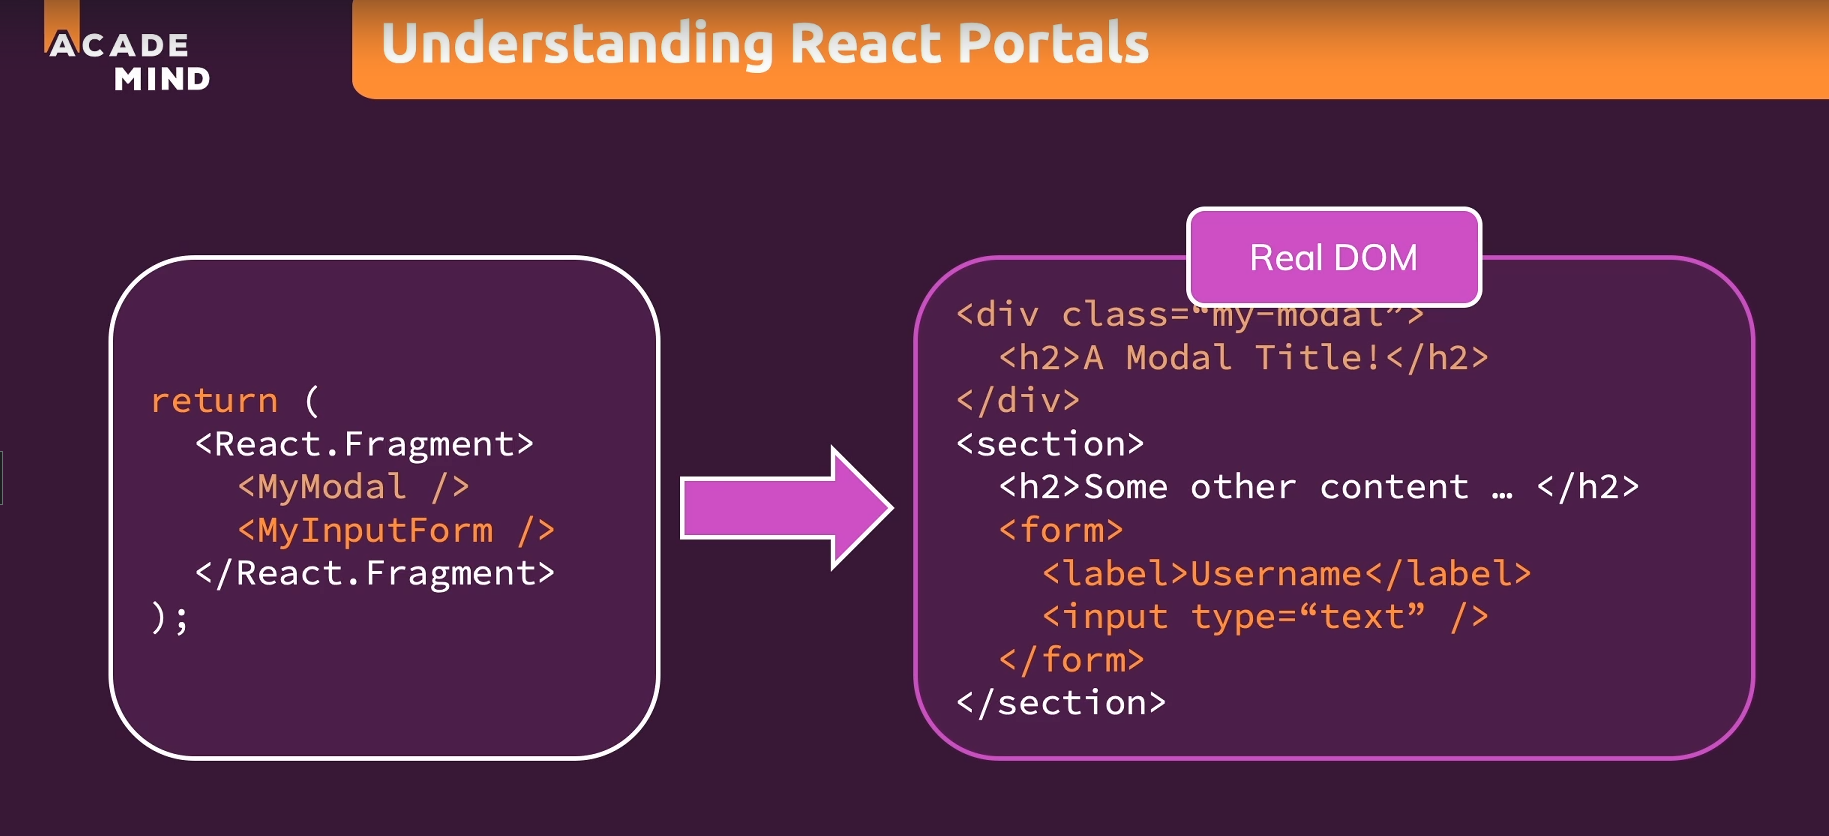 ACADE
MIND
Understanding React Portals
return (
<React.Fragment>
<MyModal />
<MyInputForm />
</React.Fragment>
);
Real DOM
<div class=“my-modal”>
<h2>A Modal Title!</h2>
</div>
<section>
<h2>Some other content … </h2>
<form>
<label>Username</label>
<input type=“text” />
</form>
</section>